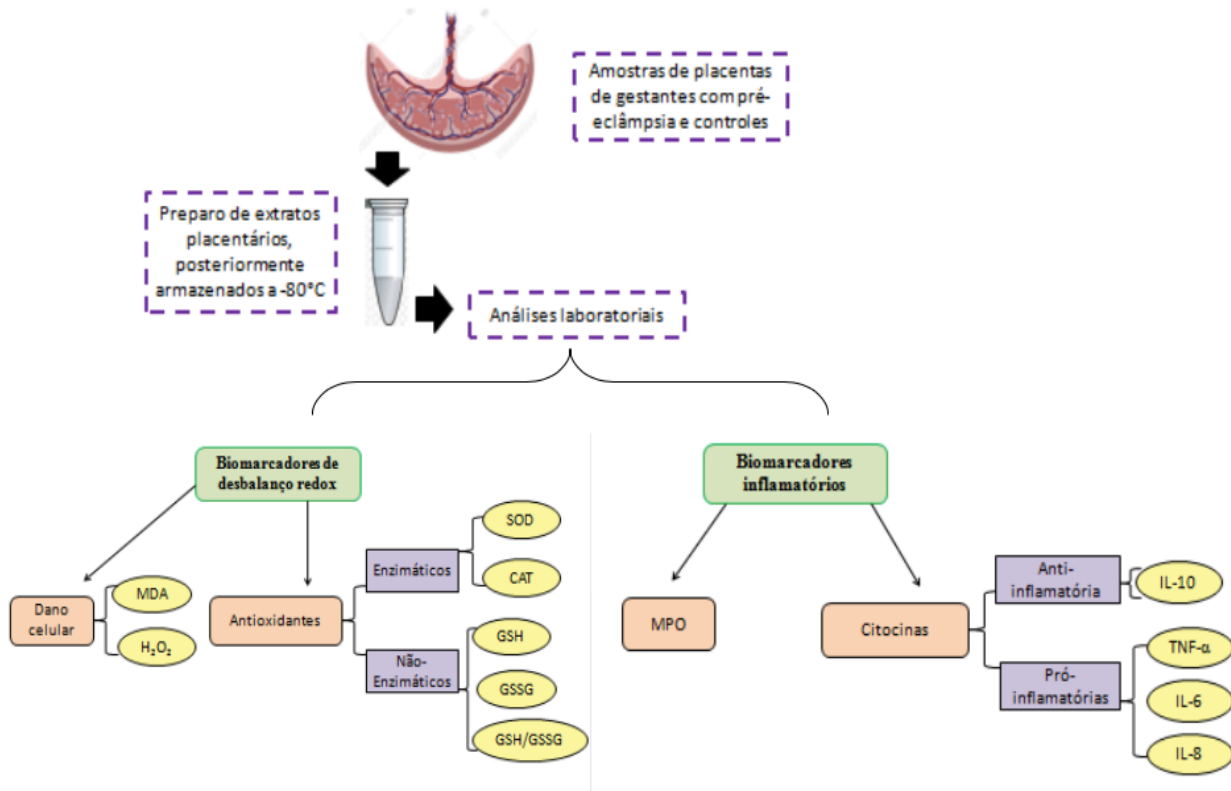 Amostras de placentas
de gestantes com pré-
eclâmpsia e controles
Preparo de extratos
placentários,
posteriormente
armazenados a -80°C
Análises laboratoriais
Biomarcadores de
desbalanço redox
Dano
celular
MDA
H₂O₂
Antioxidantes
Enzimáticos
SOD
CAT
Não-
Enzimáticos
GSH
GSSG
GSH/GSSG
Biomarcadores
inflamatórios
MPO
Citocinas
Anti-
inflamatória
IL-10
Pró-
inflamatórias
TNF-α
IL-6
IL-8